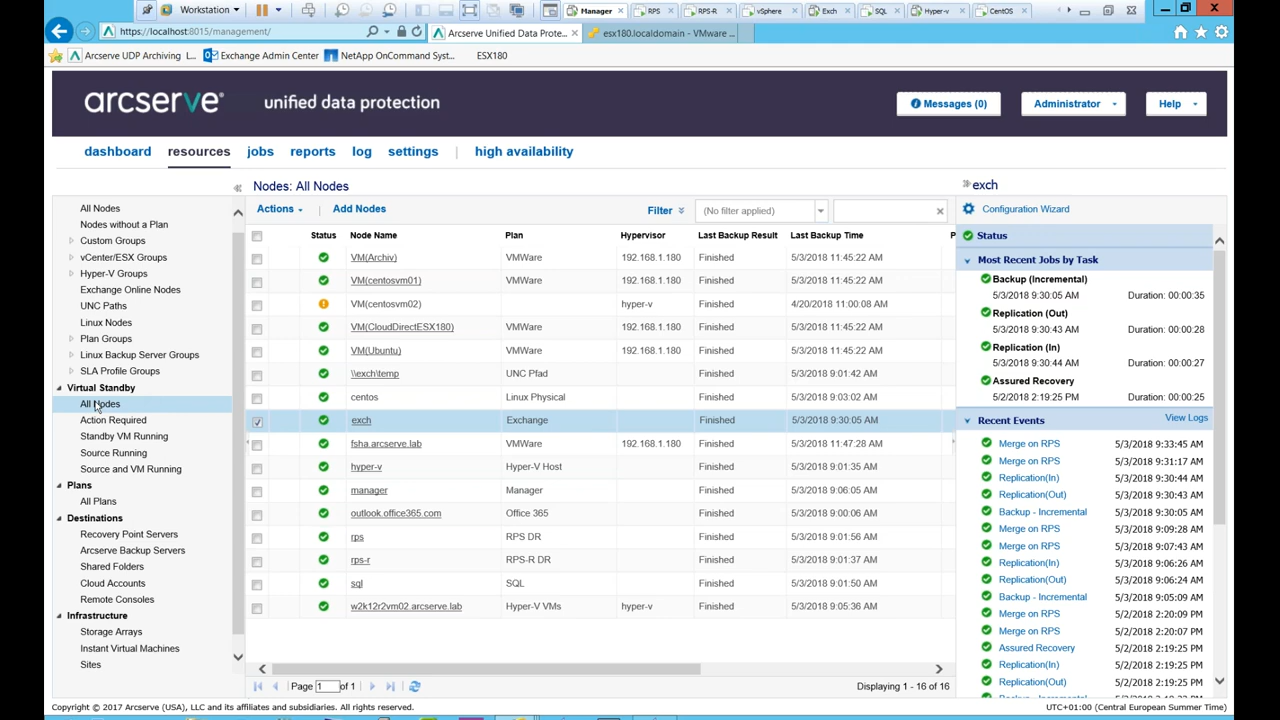 Workstation
Manager
RPS
RPS-R
vSphere
Exch
SQL
Hyper-v
CentOS
https://localhost:8015/management/
Arcserve Unified Data Prote...
esx180.localdomain - VMware ...
Arcserve UDP Archiving L...
Exchange Admin Center
NetApp OnCommand Syst...
ESX180
arcserve®
unified data protection
Messages (0)
Administrator
Help
dashboard
resources
jobs
reports
log
settings
high availability
All Nodes
Nodes without a Plan
Custom Groups
vCenter/ESX Groups
Hyper-V Groups
Exchange Online Nodes
UNC Paths
Linux Nodes
Plan Groups
Linux Backup Server Groups
SLA Profile Groups
Virtual Standby
All Nodes
Action Required
Standby VM Running
Source Running
Source and VM Running
Plans
All Plans
Destinations
Recovery Point Servers
Arcserve Backup Servers
Shared Folders
Cloud Accounts
Remote Consoles
Infrastructure
Storage Arrays
Instant Virtual Machines
Sites
Nodes: All Nodes
Actions
Add Nodes
Filter
(No filter applied)
Status Node Name Plan Hypervisor Last Backup Result Last Backup Time P
VM(Archiv) VMWare 192.168.1.180 Finished 5/3/2018 11:45:22 AM
VM(centosvm01) VMWare 192.168.1.180 Finished 5/3/2018 11:45:22 AM
VM(centosvm02) hyper-v Finished 4/20/2018 11:00:08 AM
VM(CloudDirectESX180) VMWare 192.168.1.180 Finished 5/3/2018 11:45:22 AM
VM(Ubuntu) VMWare 192.168.1.180 Finished 5/3/2018 11:45:22 AM
\\exch\temp UNC Pfad Finished 5/3/2018 9:01:42 AM
centos Linux Physical Finished 5/3/2018 9:03:02 AM
exch Exchange Finished 5/3/2018 9:30:05 AM
fsha.arcserve.lab VMWare 192.168.1.180 Finished 5/3/2018 11:47:28 AM
hyper-v Hyper-V Host Finished 5/3/2018 9:01:35 AM
manager Manager Finished 5/3/2018 9:06:05 AM
outlook.office365.com Office 365 Finished 5/3/2018 9:00:06 AM
rps RPS DR Finished 5/3/2018 9:01:44 AM
rps-r RPS-R DR Finished 5/3/2018 9:01:37 AM
sql SQL Finished 5/3/2018 9:01:50 AM
w2k12r2vm02.arcserve.lab Hyper-V VMs hyper-v Finished 5/3/2018 9:05:36 AM
Page 1 of 1
Displaying 1 - 16 of 16
exch
Configuration Wizard
Status
Most Recent Jobs by Task
Backup (Incremental)
5/3/2018 9:30:05 AM Duration: 00:00:35
Replication (Out)
5/3/2018 9:30:43 AM Duration: 00:00:28
Replication (In)
5/3/2018 9:30:44 AM Duration: 00:00:27
Assured Recovery
5/2/2018 2:19:25 PM Duration: 00:00:25
Recent Events View Logs
Merge on RPS 5/3/2018 9:33:45 AM
Merge on RPS 5/3/2018 9:31:17 AM
Replication(In) 5/3/2018 9:30:44 AM
Replication(Out) 5/3/2018 9:30:43 AM
Backup - Incremental 5/3/2018 9:30:05 AM
Merge on RPS 5/3/2018 9:09:28 AM
Merge on RPS 5/3/2018 9:07:43 AM
Replication(In) 5/3/2018 9:06:26 AM
Replication(Out) 5/3/2018 9:06:24 AM
Backup - Incremental 5/3/2018 9:05:09 AM
Merge on RPS 5/2/2018 2:20:09 PM
Merge on RPS 5/2/2018 2:20:07 PM
Assured Recovery 5/2/2018 2:19:25 PM
Replication(In) 5/2/2018 2:19:25 PM
Replication(Out) 5/2/2018 2:19:25 PM
Copyright © 2017 Arcserve (USA), LLC and its affiliates and subsidiaries. All rights reserved.
UTC+01:00 (Central European Summer Time)